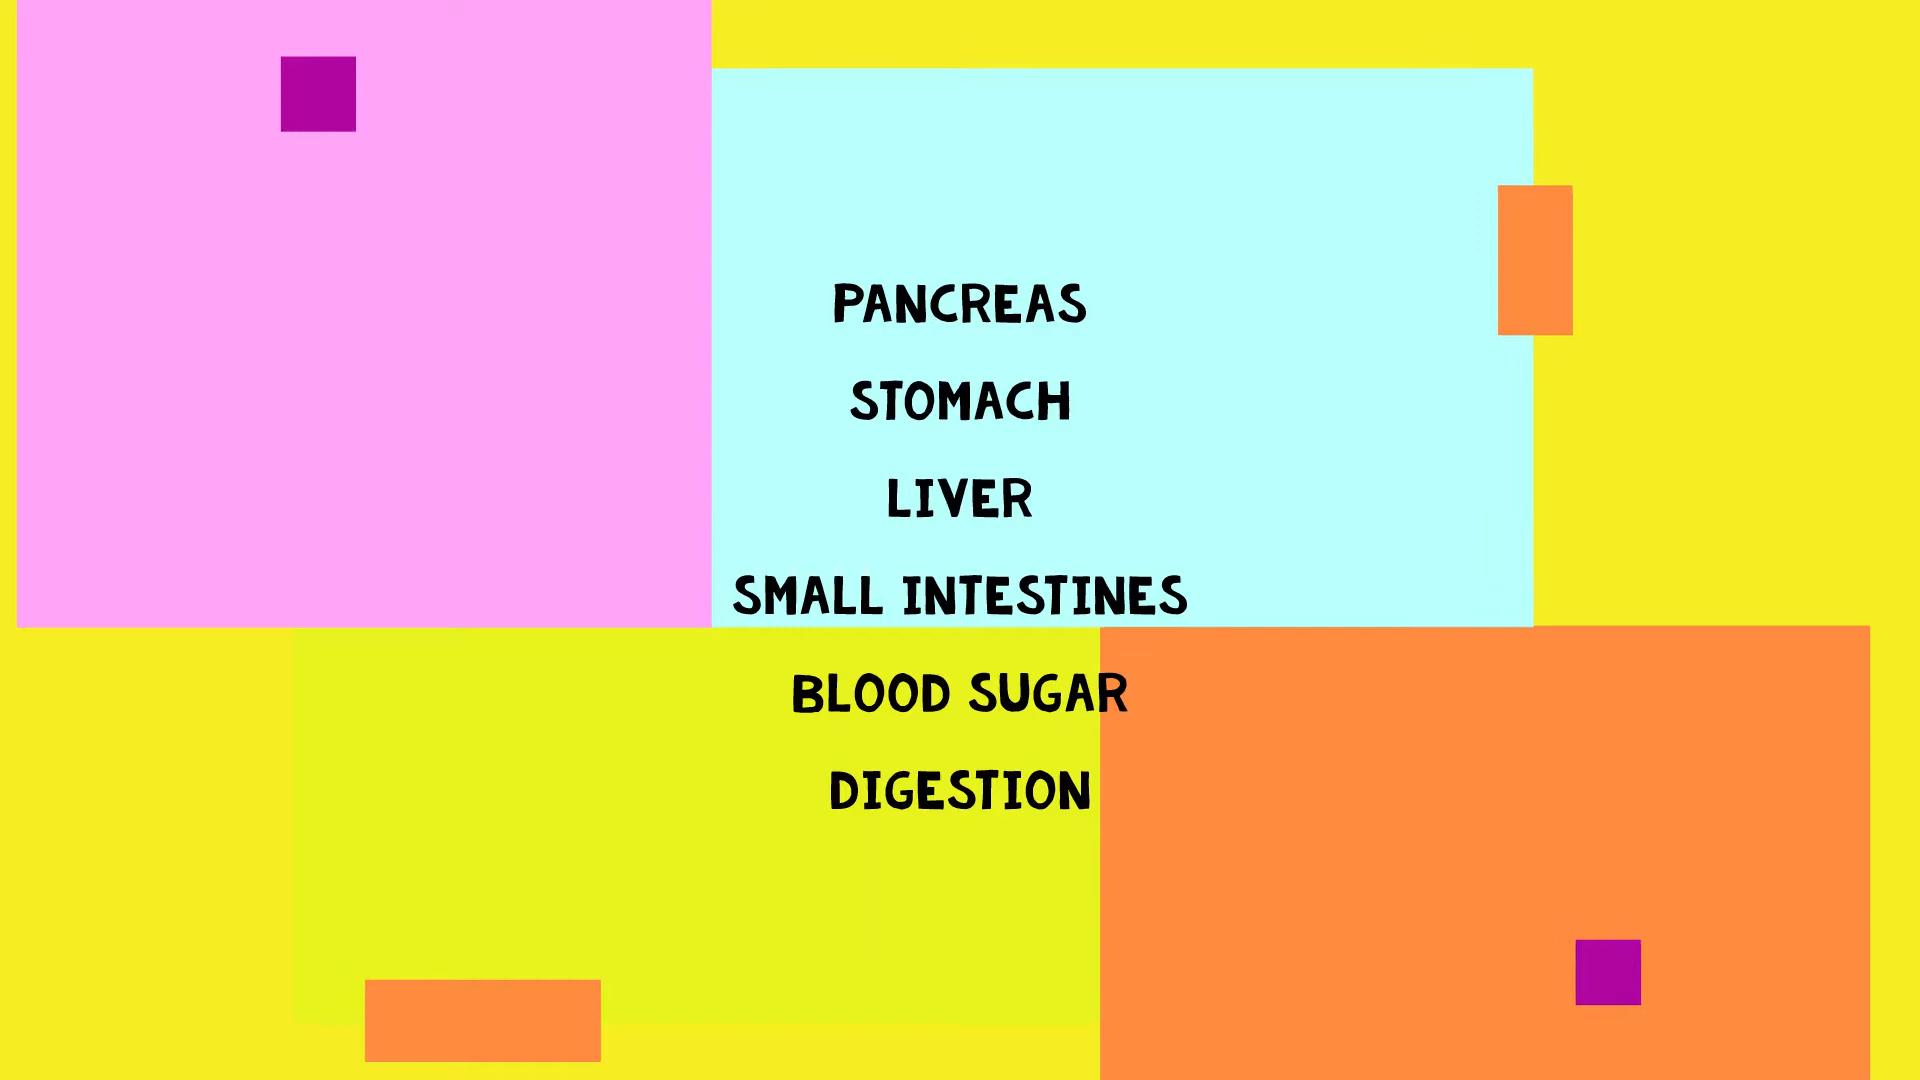 PANCREAS
STOMACH
LIVER
SMALL INTESTINES
BLOOD SUGAR
DIGESTION